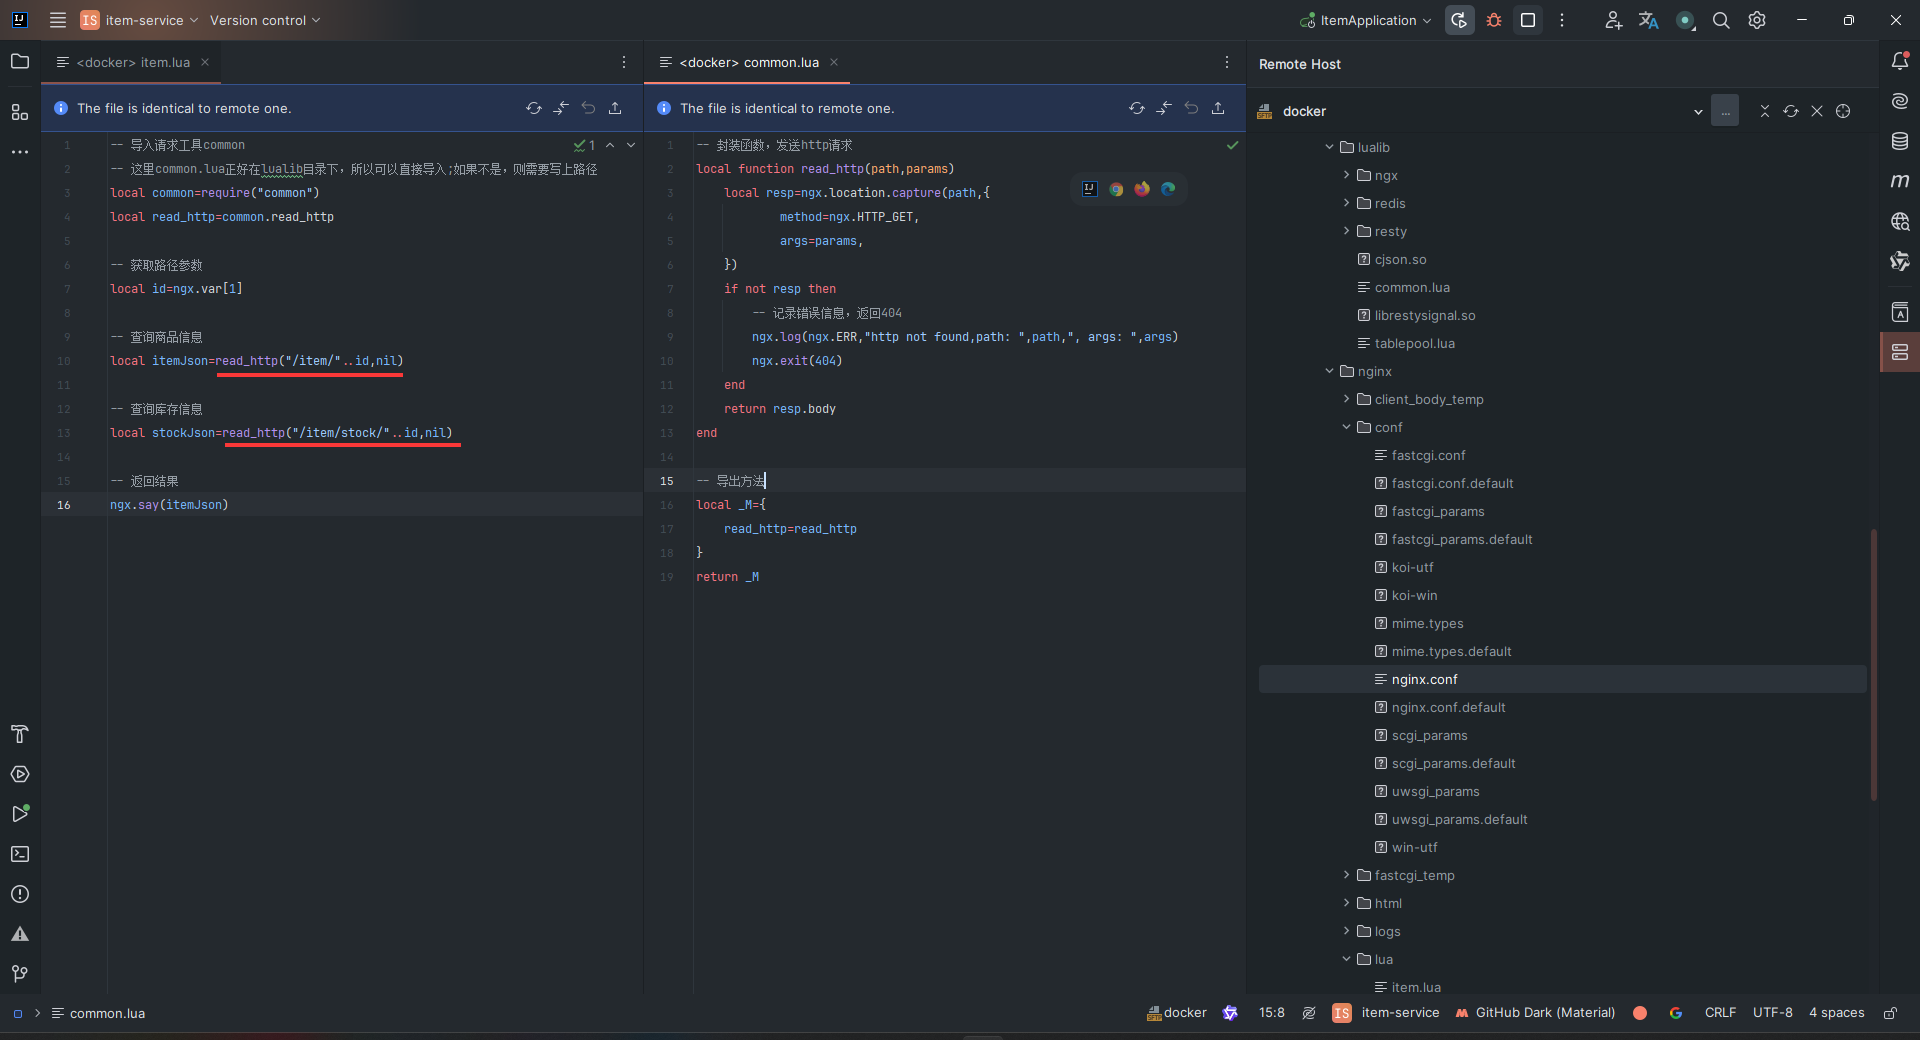 IS item-service Version control ItemApplication
<docker> item.lua
<docker> common.lua
Remote Host
The file is identical to remote one.
The file is identical to remote one.
docker
...
1 -- 导入请求工具common
2 -- 这里common.lua正好在lualib目录下，所以可以直接导入;如果不是，则需要写上路径
3 local common=require("common")
4 local read_http=common.read_http
5
6 -- 获取路径参数
7 local id=ngx.var[1]
8
9 -- 查询商品信息
10 local itemJson=read_http("/item/"..id,nil)
11
12 -- 查询库存信息
13 local stockJson=read_http("/item/stock/"..id,nil)
14
15 -- 返回结果
16 ngx.say(itemJson)
1
1 -- 封装函数，发送http请求
2 local function read_http(path,params)
3 local resp=ngx.location.capture(path,{
4 method=ngx.HTTP_GET,
5 args=params,
6 })
7 if not resp then
8 -- 记录错误信息，返回404
9 ngx.log(ngx.ERR,"http not found,path: ",path,", args: ",args)
10 ngx.exit(404)
11 end
12 return resp.body
13 end
14
15 -- 导出方法
16 local _M={
17 read_http=read_http
18 }
19 return _M
lualib
ngx
redis
resty
cjson.so
common.lua
librestysignal.so
tablepool.lua
nginx
client_body_temp
conf
fastcgi.conf
fastcgi.conf.default
fastcgi_params
fastcgi_params.default
koi-utf
koi-win
mime.types
mime.types.default
nginx.conf
nginx.conf.default
scgi_params
scgi_params.default
uwsgi_params
uwsgi_params.default
win-utf
fastcgi_temp
html
logs
lua
item.lua
common.lua
docker 15:8 IS item-service GitHub Dark (Material) CRLF UTF-8 4 spaces